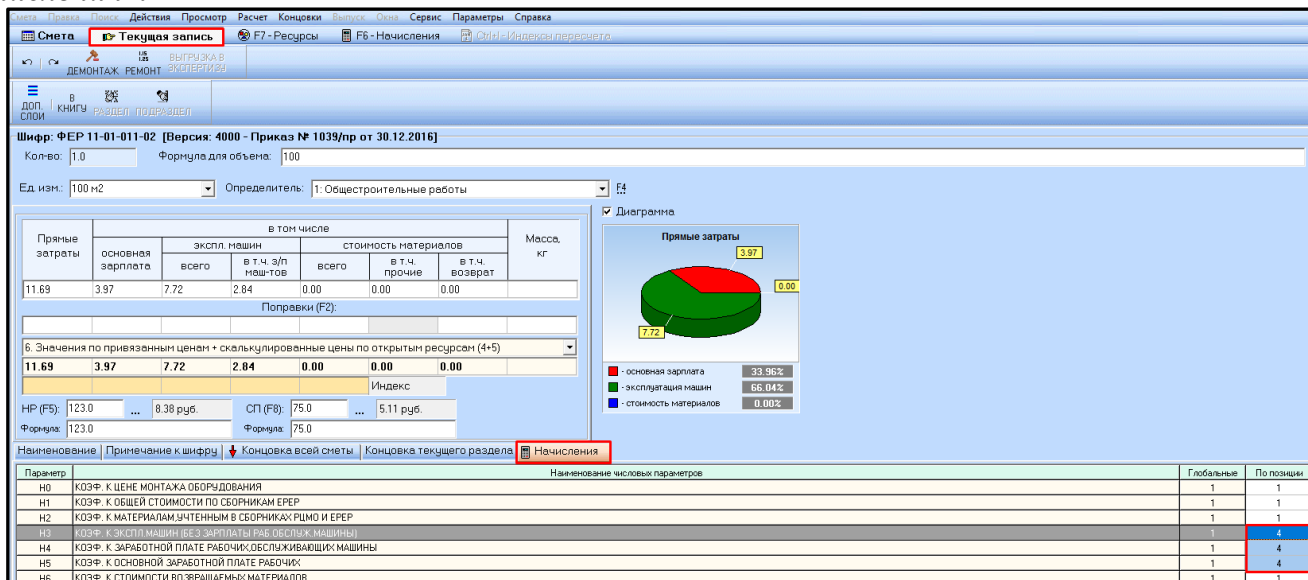 Смета Правка Поиск Действия Просмотр Расчет Концовки Выпуск Окна Сервис Параметры Справка
Смета Текущая запись F7 - Ресурсы F6 - Начисления Ctrl+I - Индексы пересчета
ДЕМОНТАЖ РЕМОНТ ВЫГРУЗКА В ЭКСПЕРТИЗУ
ДОП. СЛОИ В КНИГУ РАЗДЕЛ ПОДРАЗДЕЛ
Шифр: ФЕР 11-01-011-02 [Версия: 4000 - Приказ № 1039/пр от 30.12.2016]
Кол-во: 1.0 Формула для объема: 100
Ед. изм.: 100 м2 Определитель: 1: Общестроительные работы F4
Диаграмма
Прямые затраты
в том числе
Масса, кг
основная зарплата
экспл. машин
стоимость материалов
всего
в т.ч. з/п маш-тов
всего
в т.ч. прочие
в т.ч. возврат
11.69 3.97 7.72 2.84 0.00 0.00 0.00
Поправки (F2):
6. Значения по привязанным ценам + скалькулированные цены по открытым ресурсам (4+5)
11.69 3.97 7.72 2.84 0.00 0.00 0.00
Индекс
НР (F5): 123.0 ... 8.38 руб. СП (F8): 75.0 ... 5.11 руб.
Формула: 123.0 Формула: 75.0
Прямые затраты
3.97
0.00
7.72
- основная зарплата 33.96%
- эксплуатация машин 66.04%
- стоимость материалов 0.00%
Наименование Примечание к шифру Концовка всей сметы Концовка текущего раздела Начисления
Параметр Наименование числовых параметров Глобальные По позиции
Н0 КОЭФ. К ЦЕНЕ МОНТАЖА ОБОРУДОВАНИЯ 1 1
Н1 КОЭФ. К ОБЩЕЙ СТОИМОСТИ ПО СБОРНИКАМ ЕРЕР 1 1
Н2 КОЭФ. К МАТЕРИАЛАМ,УЧТЕННЫМ В СБОРНИКАХ РЦМО И ЕРЕР 1 1
Н3 КОЭФ. К ЭКСПЛ.МАШИН (БЕЗ ЗАРПЛАТЫ РАБ.ОБСЛУЖ.МАШИНЫ) 1 4
Н4 КОЭФ. К ЗАРАБОТНОЙ ПЛАТЕ РАБОЧИХ,ОБСЛУЖИВАЮЩИХ МАШИНЫ 1 4
Н5 КОЭФ. К ОСНОВНОЙ ЗАРАБОТНОЙ ПЛАТЕ РАБОЧИХ 1 4
Н6 КОЭФ. К СТОИМОСТИ ВОЗВРАЩАЕМЫХ МАТЕРИАЛОВ 1 1